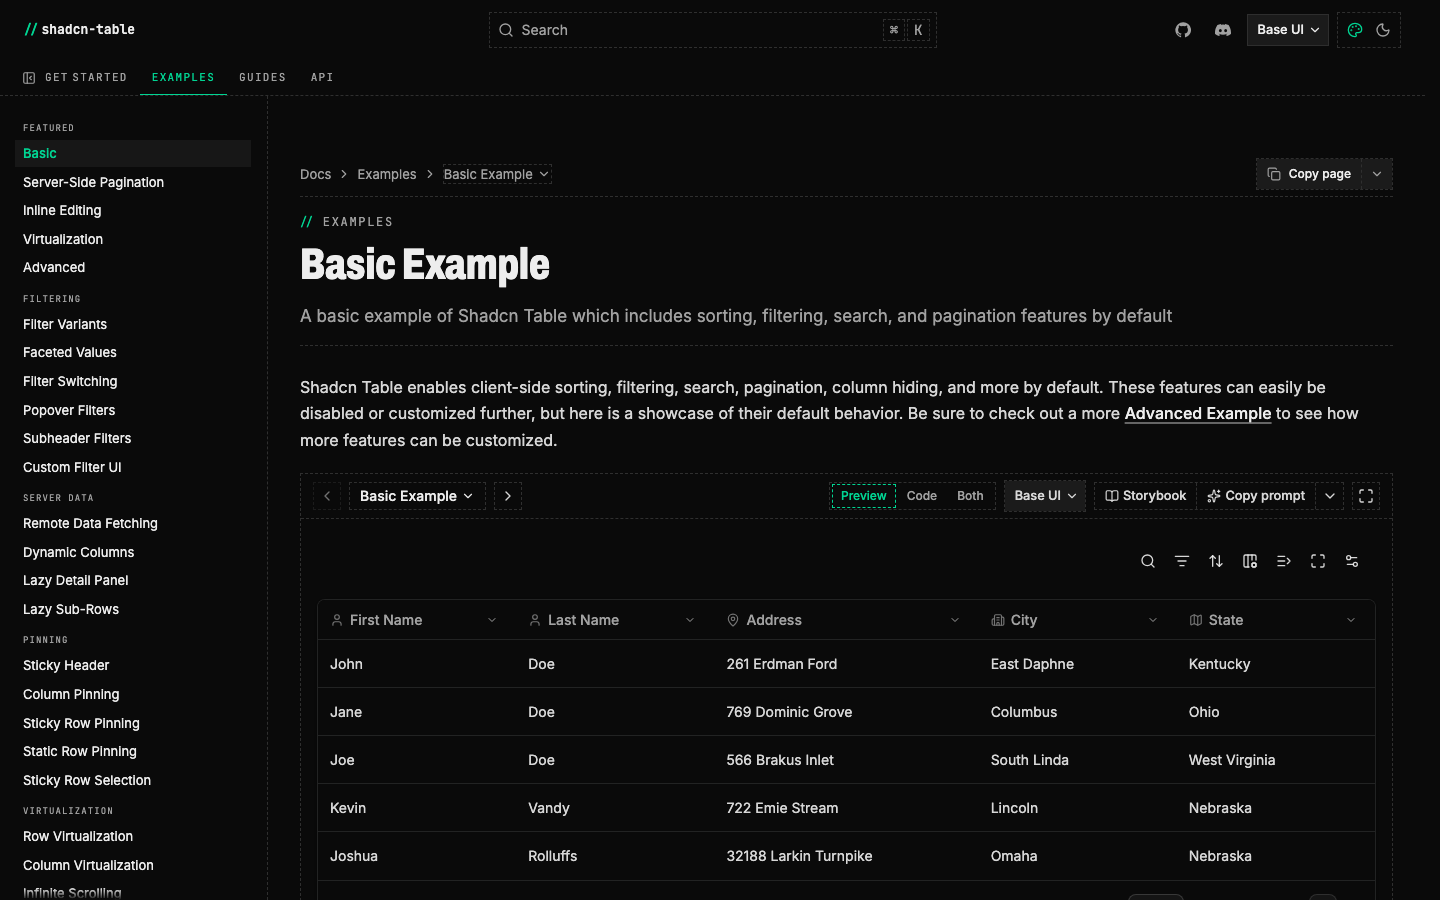 // shadcn-table
Search
⌘ K
Base UI
GET STARTED
EXAMPLES
GUIDES
API
FEATURED
Basic
Server-Side Pagination
Inline Editing
Virtualization
Advanced
FILTERING
Filter Variants
Faceted Values
Filter Switching
Popover Filters
Subheader Filters
Custom Filter UI
SERVER DATA
Remote Data Fetching
Dynamic Columns
Lazy Detail Panel
Lazy Sub-Rows
PINNING
Sticky Header
Column Pinning
Sticky Row Pinning
Static Row Pinning
Sticky Row Selection
VIRTUALIZATION
Row Virtualization
Column Virtualization
Infinite Scrolling
Docs > Examples > Basic Example
Copy page
// EXAMPLES
Basic Example
A basic example of Shadcn Table which includes sorting, filtering, search, and pagination features by default
Shadcn Table enables client-side sorting, filtering, search, pagination, column hiding, and more by default. These features can easily be
disabled or customized further, but here is a showcase of their default behavior. Be sure to check out a more Advanced Example to see how
more features can be customized.
Basic Example
Preview Code Both
Base UI
Storybook
Copy prompt
First Name Last Name Address City State
John Doe 261 Erdman Ford East Daphne Kentucky
Jane Doe 769 Dominic Grove Columbus Ohio
Joe Doe 566 Brakus Inlet South Linda West Virginia
Kevin Vandy 722 Emie Stream Lincoln Nebraska
Joshua Rolluffs 32188 Larkin Turnpike Omaha Nebraska